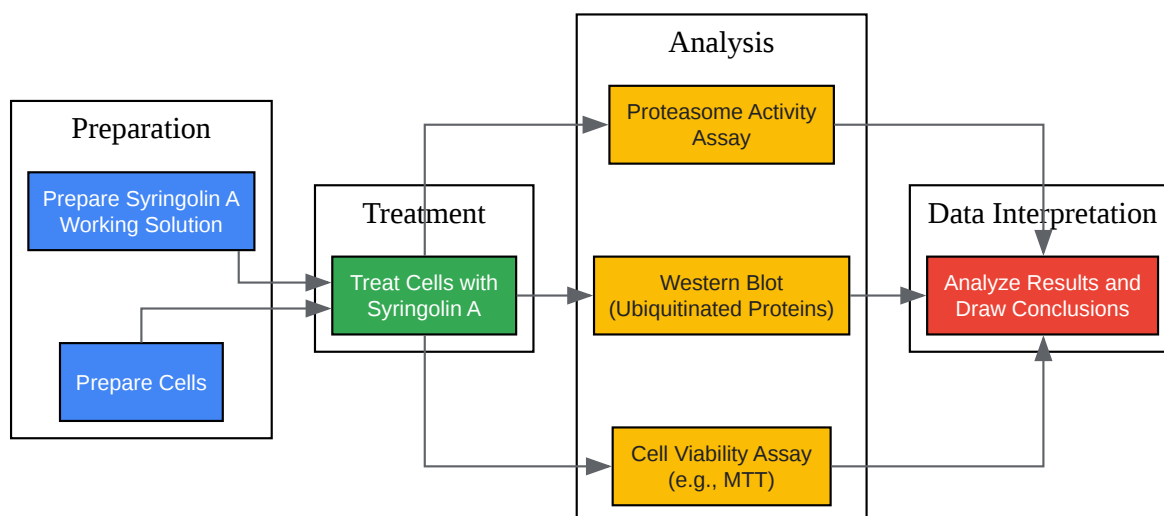 Preparation
Prepare Syringolin A
Working Solution
Prepare Cells
Treatment
Treat Cells with
Syringolin A
Analysis
Proteasome Activity
Assay
Western Blot
(Ubiquitinated Proteins)
Cell Viability Assay
(e.g., MTT)
Data Interpretation
Analyze Results and
Draw Conclusions